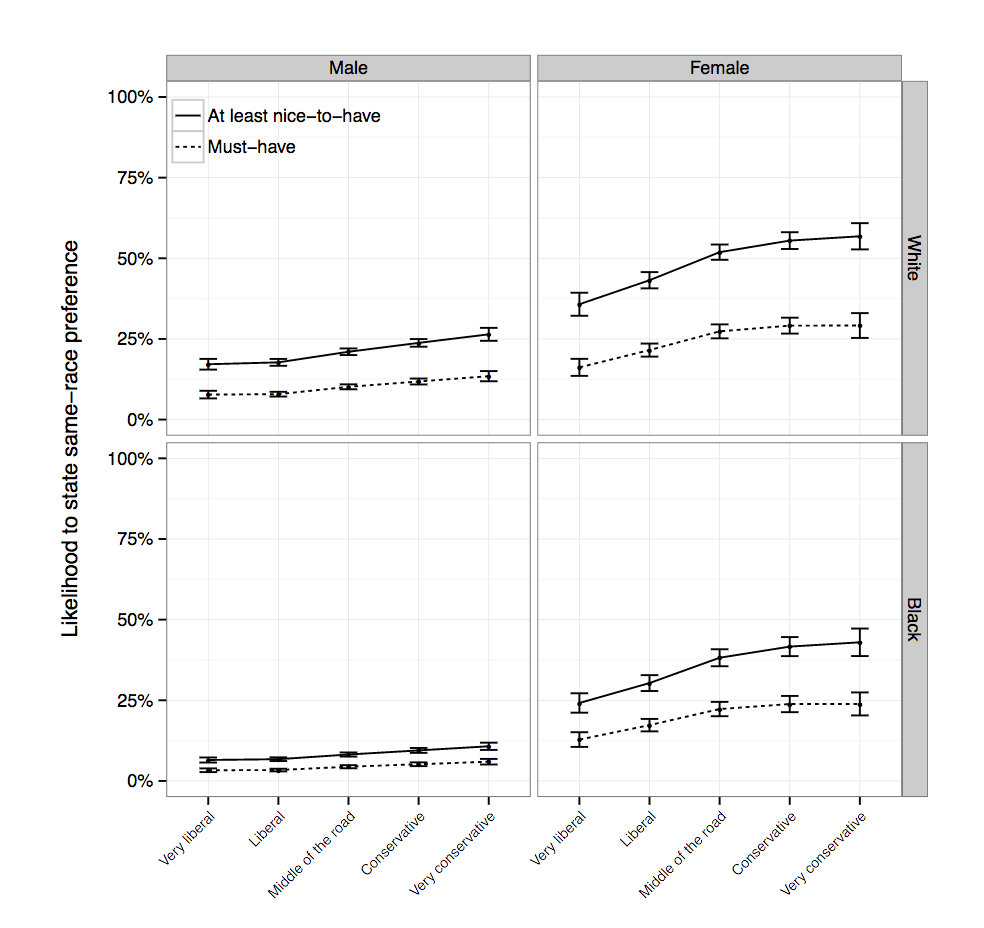 Male
Female
100%
At least nice-to-have
Must-have
75%
50%
25%
0%
White
Likelihood to state same-race preference
100%
75%
50%
25%
0%
Black
Very liberal
Liberal
Middle of the road
Conservative
Very conservative
Very liberal
Liberal
Middle of the road
Conservative
Very conservative